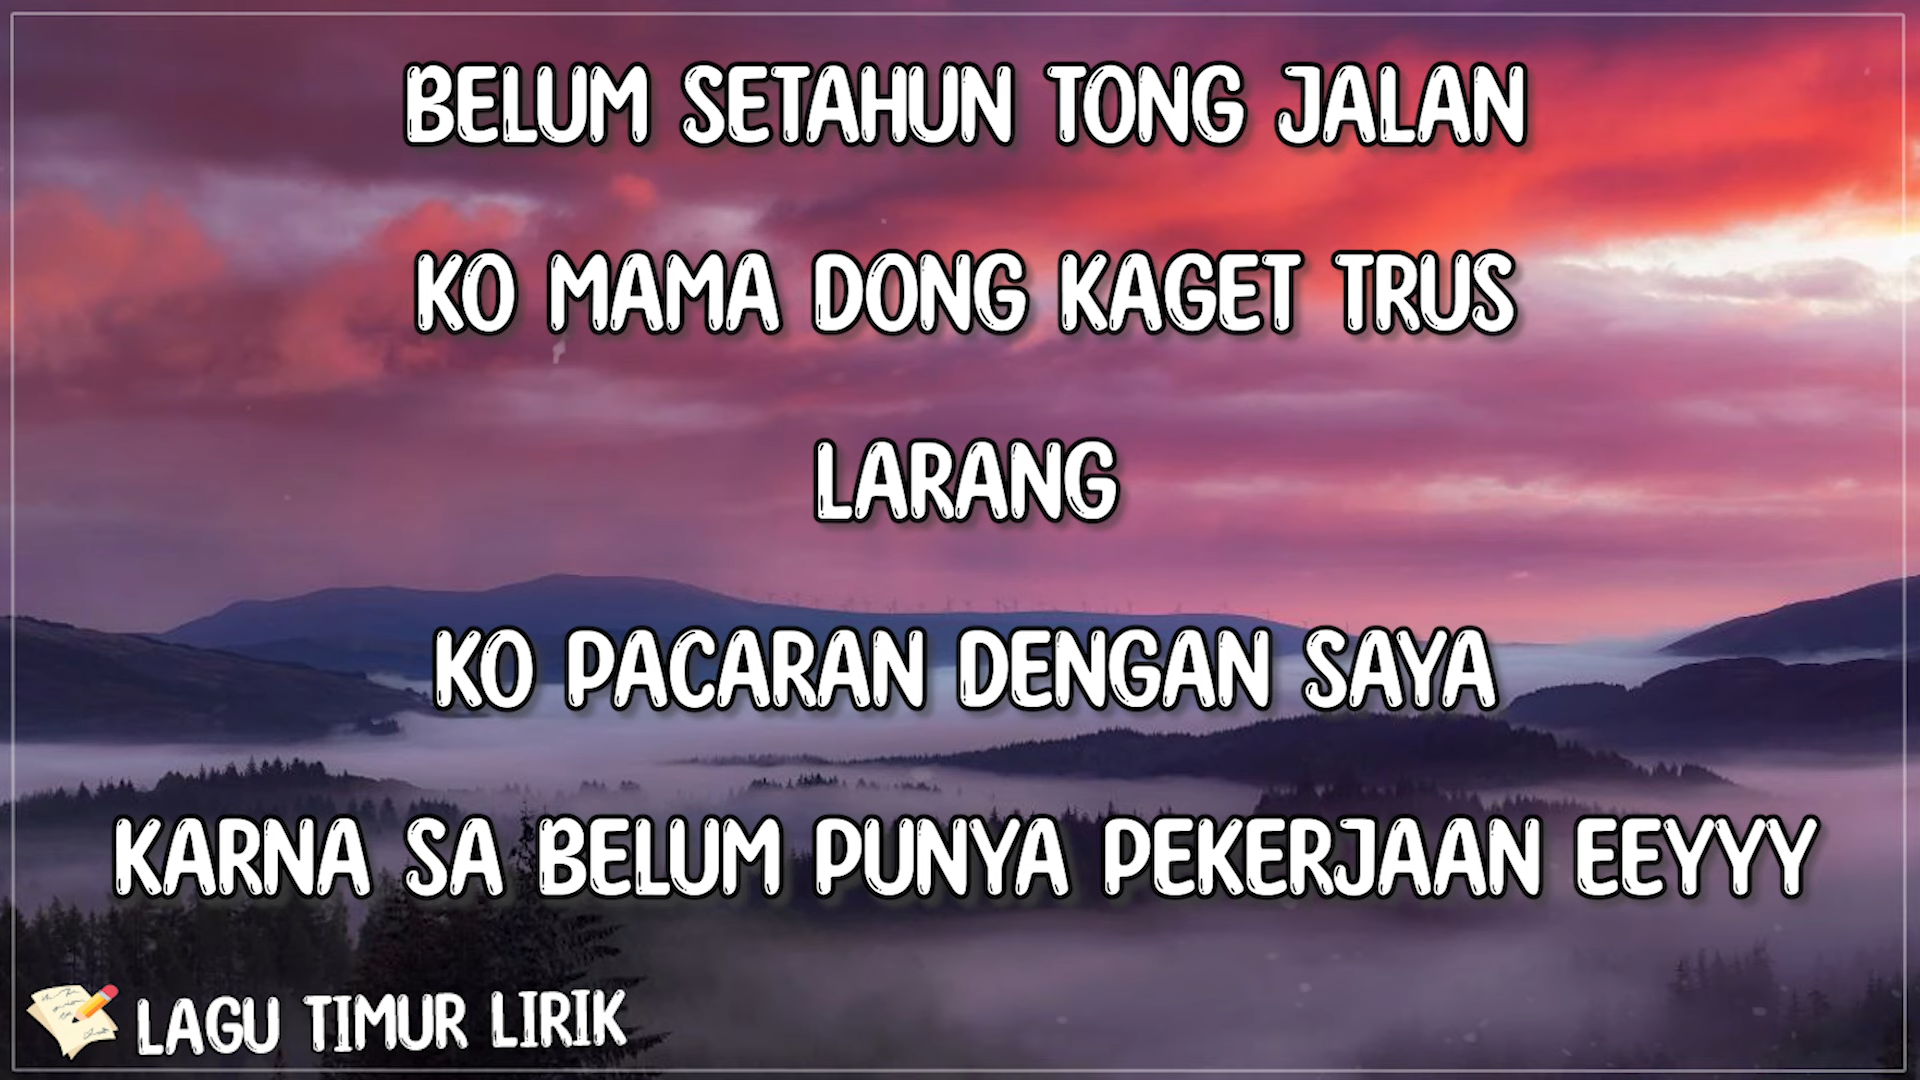 BELUM SETAHUN TONG JALAN
KO MAMA DONG KAGET TRUS
LARANG
KO PACARAN DENGAN SAYA
KARNA SA BELUM PUNYA PEKERJAAN EEYYY
LAGU TIMUR LIRIK